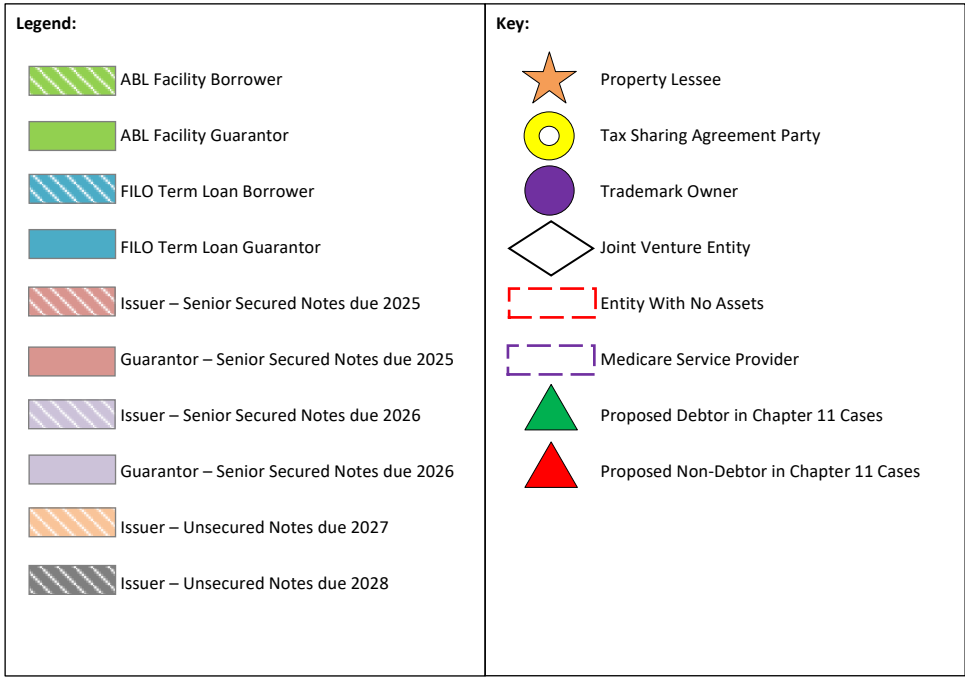 Legend:
ABL Facility Borrower
ABL Facility Guarantor
FILO Term Loan Borrower
FILO Term Loan Guarantor
Issuer – Senior Secured Notes due 2025
Guarantor – Senior Secured Notes due 2025
Issuer – Senior Secured Notes due 2026
Guarantor – Senior Secured Notes due 2026
Issuer – Unsecured Notes due 2027
Issuer – Unsecured Notes due 2028
Key:
Property Lessee
Tax Sharing Agreement Party
Trademark Owner
Joint Venture Entity
Entity With No Assets
Medicare Service Provider
Proposed Debtor in Chapter 11 Cases
Proposed Non-Debtor in Chapter 11 Cases